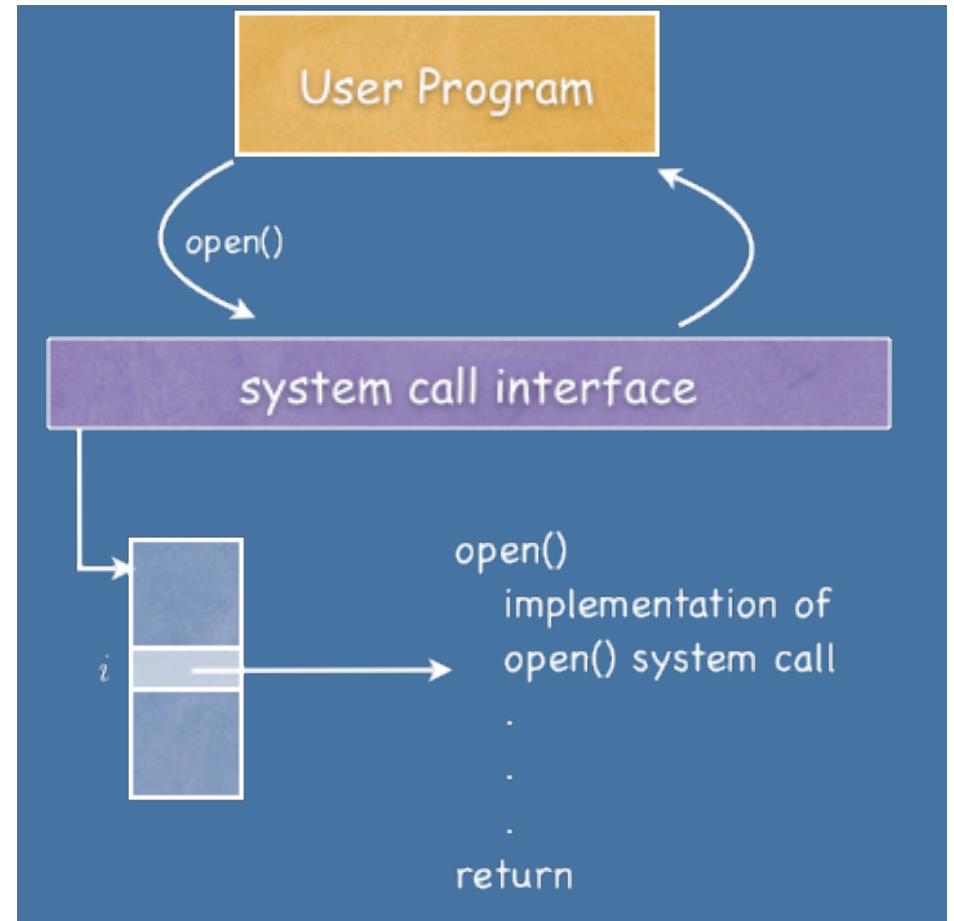 User Program
open()
system call interface
open()
implementation of
i
open() system call
.
.
.
return